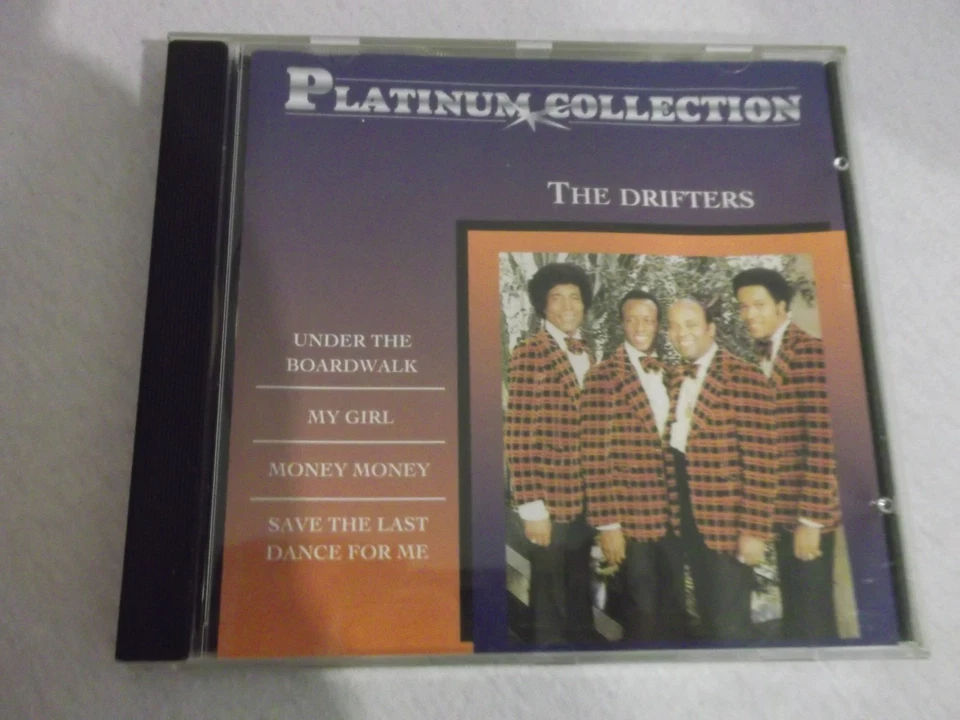 PLATINUM COLLECTION
THE DRIFTERS
UNDER THE
BOARDWALK
MY GIRL
MONEY MONEY
SAVE THE LAST
DANCE FOR ME